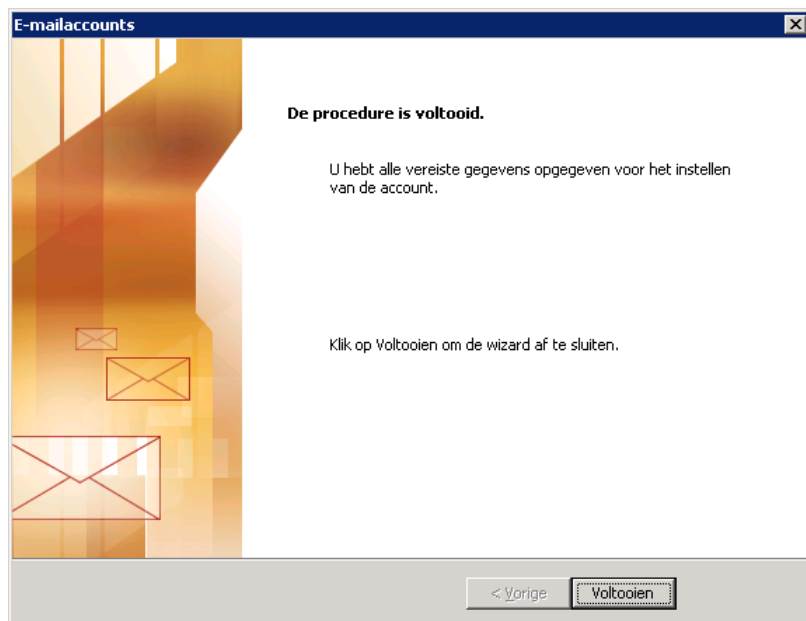 E-mailaccounts
De procedure is voltooid.
U hebt alle vereiste gegevens opgegeven voor het instellen
van de account.
Klik op Voltooien om de wizard af te sluiten.
< Vorige
Voltooien